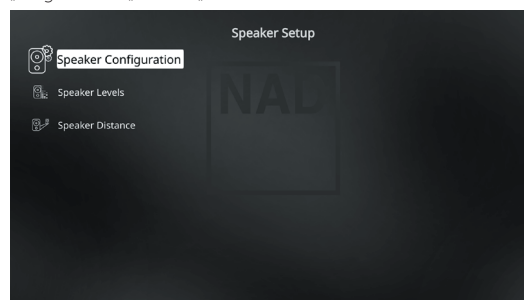 Speaker Setup
Speaker Configuration
Speaker Levels
Speaker Distance
NAD